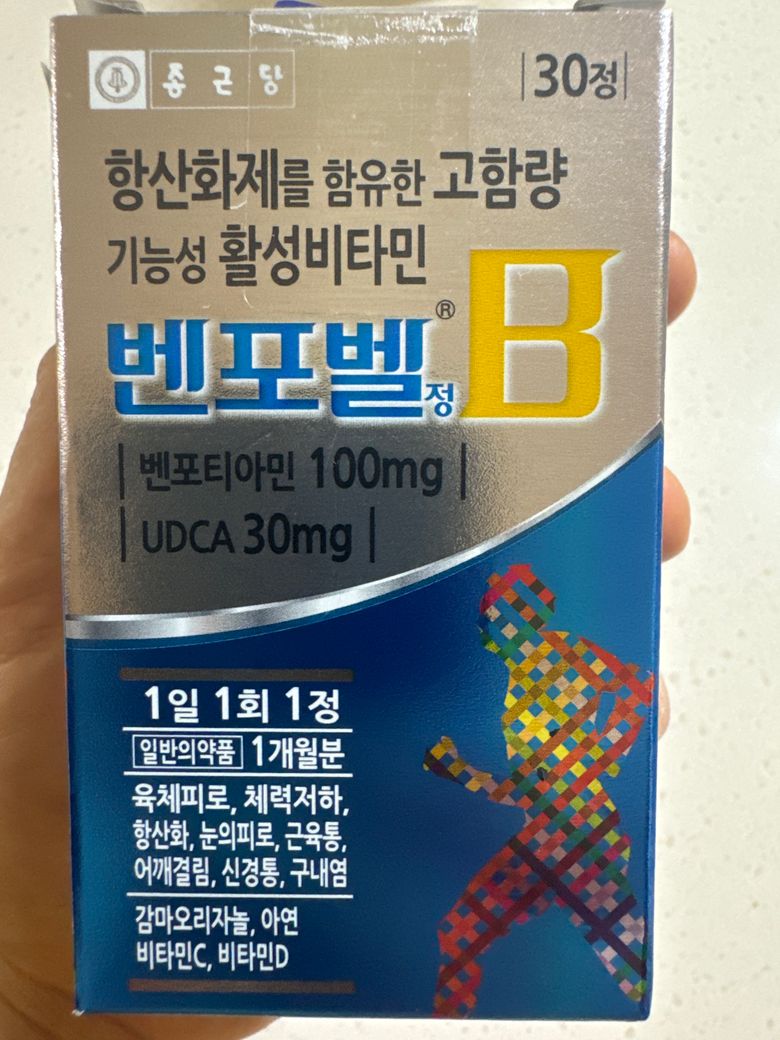 종근당
30정
항산화제를 함유한 고함량
기능성 활성비타민
벤포벨®정 B
벤포티아민 100mg
UDCA 30mg
1일 1회 1정
일반의약품 1개월분
육체피로, 체력저하,
항산화, 눈의피로, 근육통,
어깨결림, 신경통, 구내염
감마오리자놀, 아연
비타민C, 비타민D